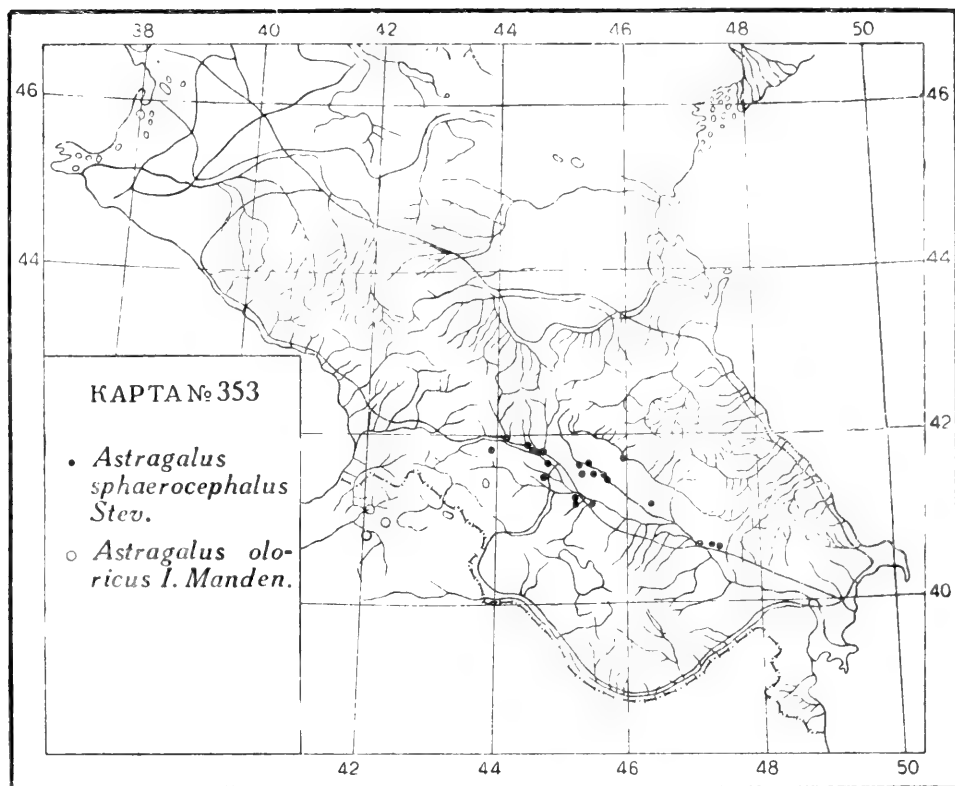 38 40 42 44 46 48 50
46 46
44 44
КАРТА № 353
42
• Astragalus
sphaerocephalus
Stev.
○ Astragalus olo-
ricus I. Manden.
40
42 44 46 48 50